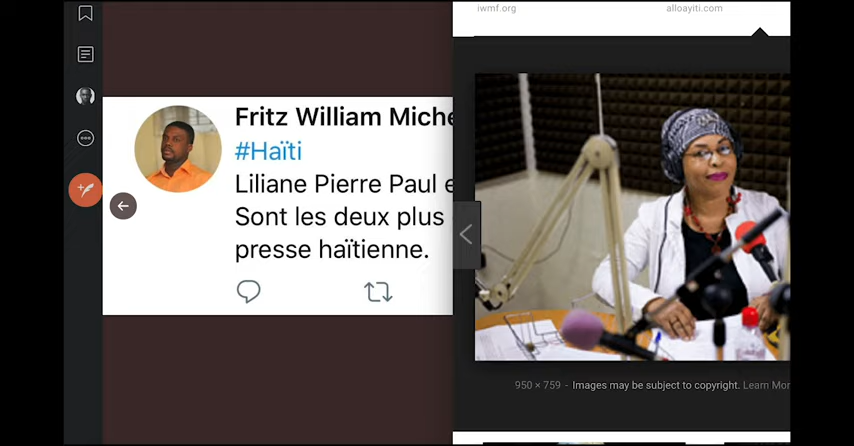 Fritz William Miche
#Haïti
Liliane Pierre Paul e
Sont les deux plus
presse haïtienne.
iwmf.org
alloayiti.com
950 × 759 - Images may be subject to copyright. Learn Mor